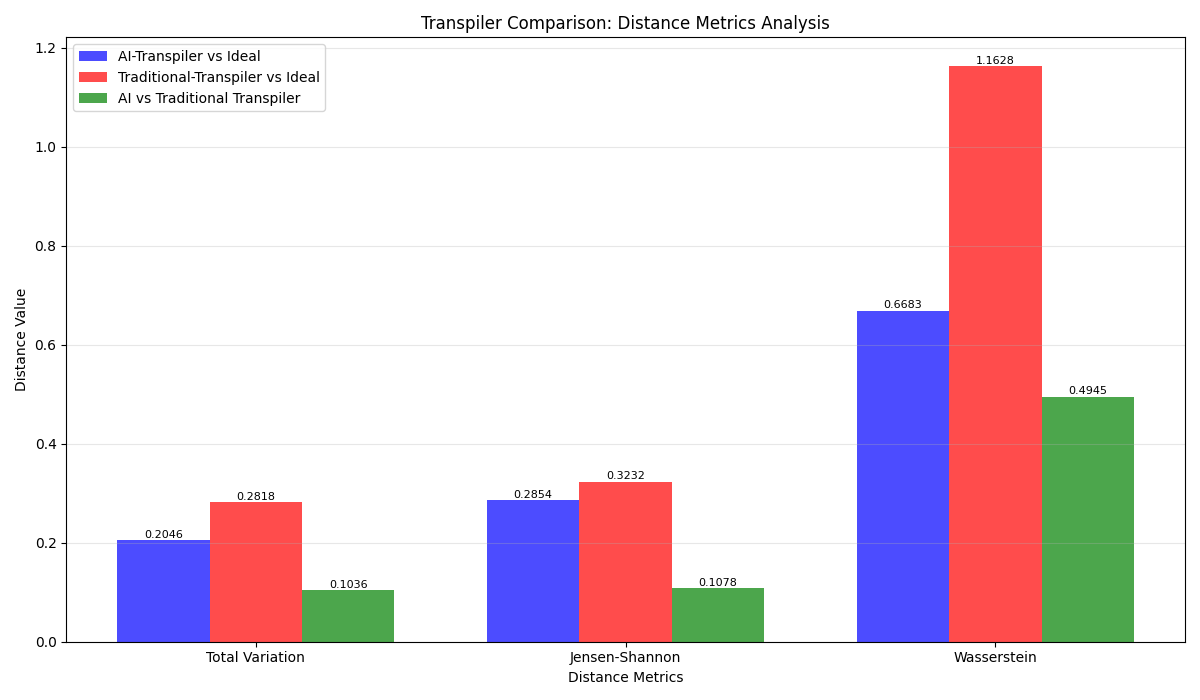 Transpiler Comparison: Distance Metrics Analysis
AI-Transpiler vs Ideal
Traditional-Transpiler vs Ideal
AI vs Traditional Transpiler
Distance Value
1.2
1.0
0.8
0.6
0.4
0.2
0.0
0.2046
0.2818
0.1036
0.2854
0.3232
0.1078
0.6683
1.1628
0.4945
Total Variation
Jensen-Shannon
Wasserstein
Distance Metrics